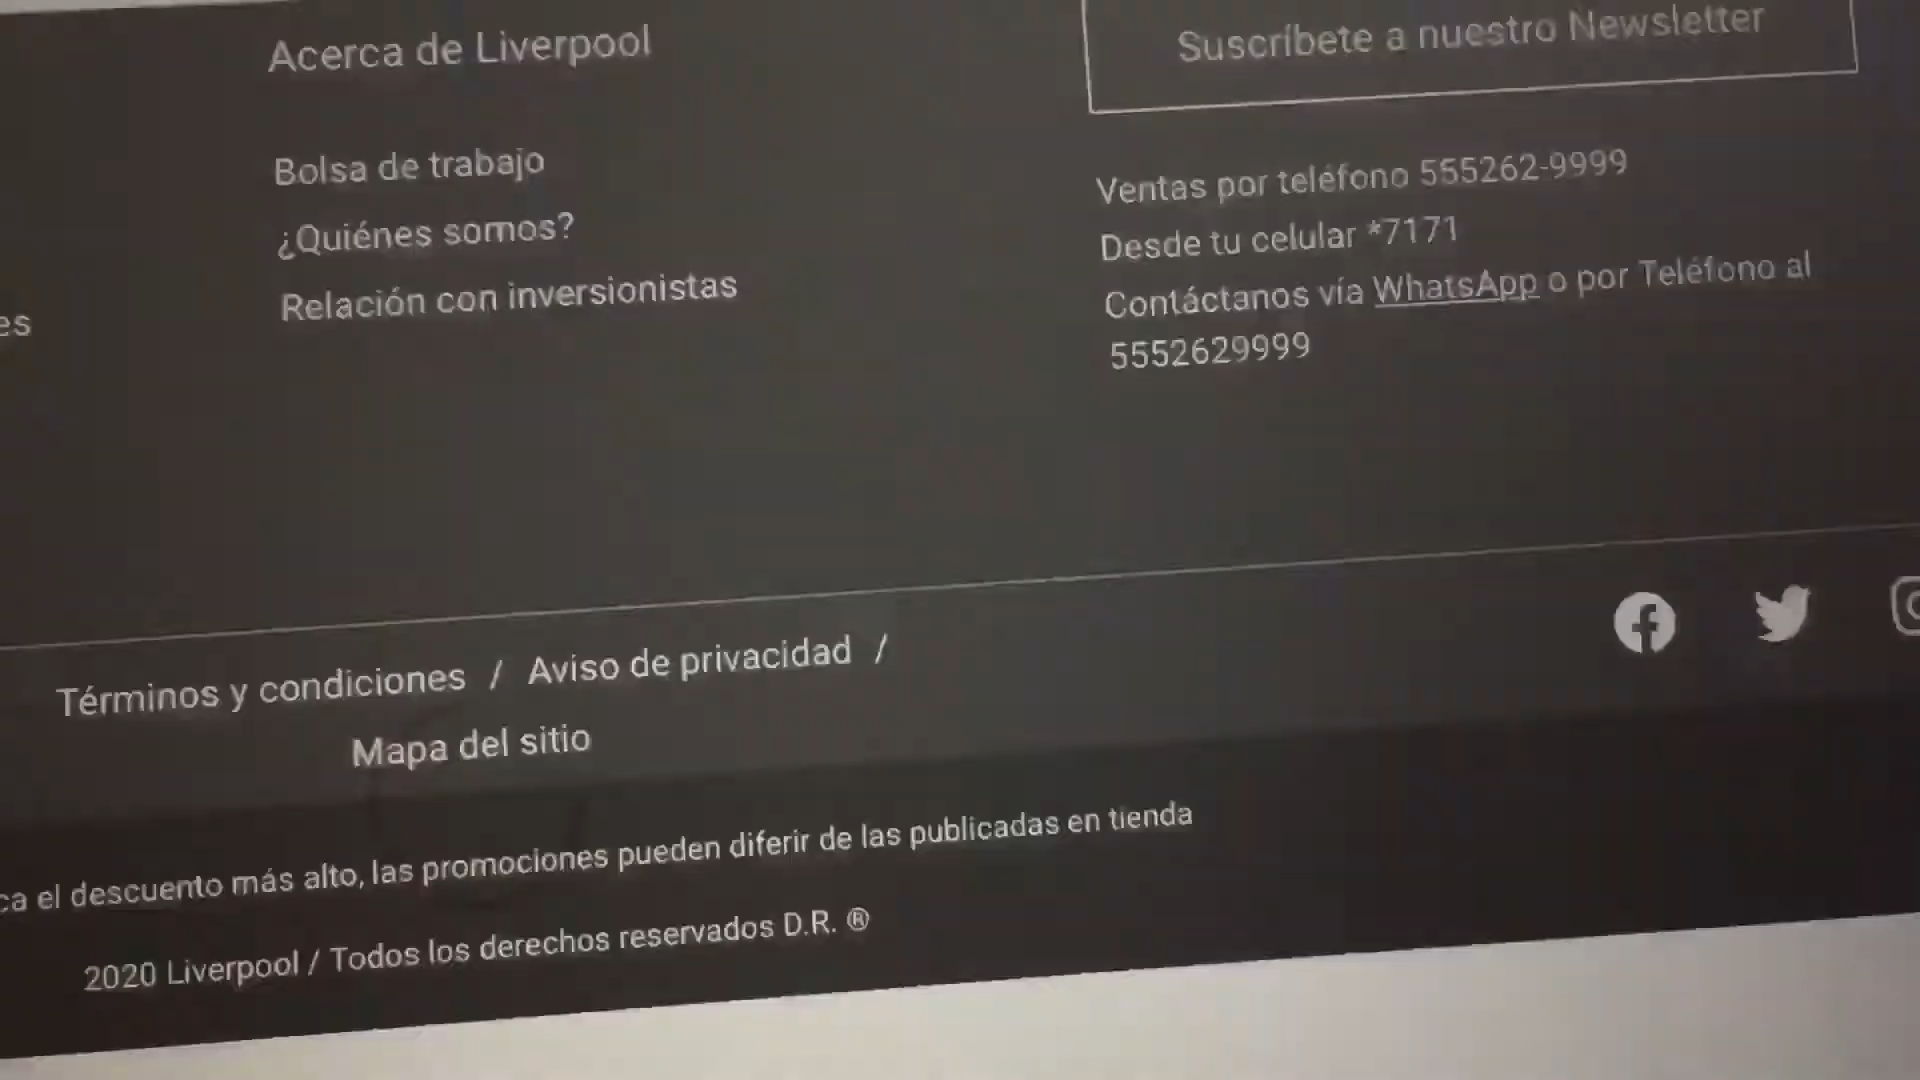 Acerca de Liverpool
Bolsa de trabajo
¿Quiénes somos?
Relación con inversionistas
es
Suscríbete a nuestro Newsletter
Ventas por teléfono 555262-9999
Desde tu celular *7171
Contáctanos vía WhatsApp o por Teléfono al
5552629999
Términos y condiciones / Aviso de privacidad /
Mapa del sitio
ca el descuento más alto, las promociones pueden diferir de las publicadas en tienda
2020 Liverpool / Todos los derechos reservados D.R. ®